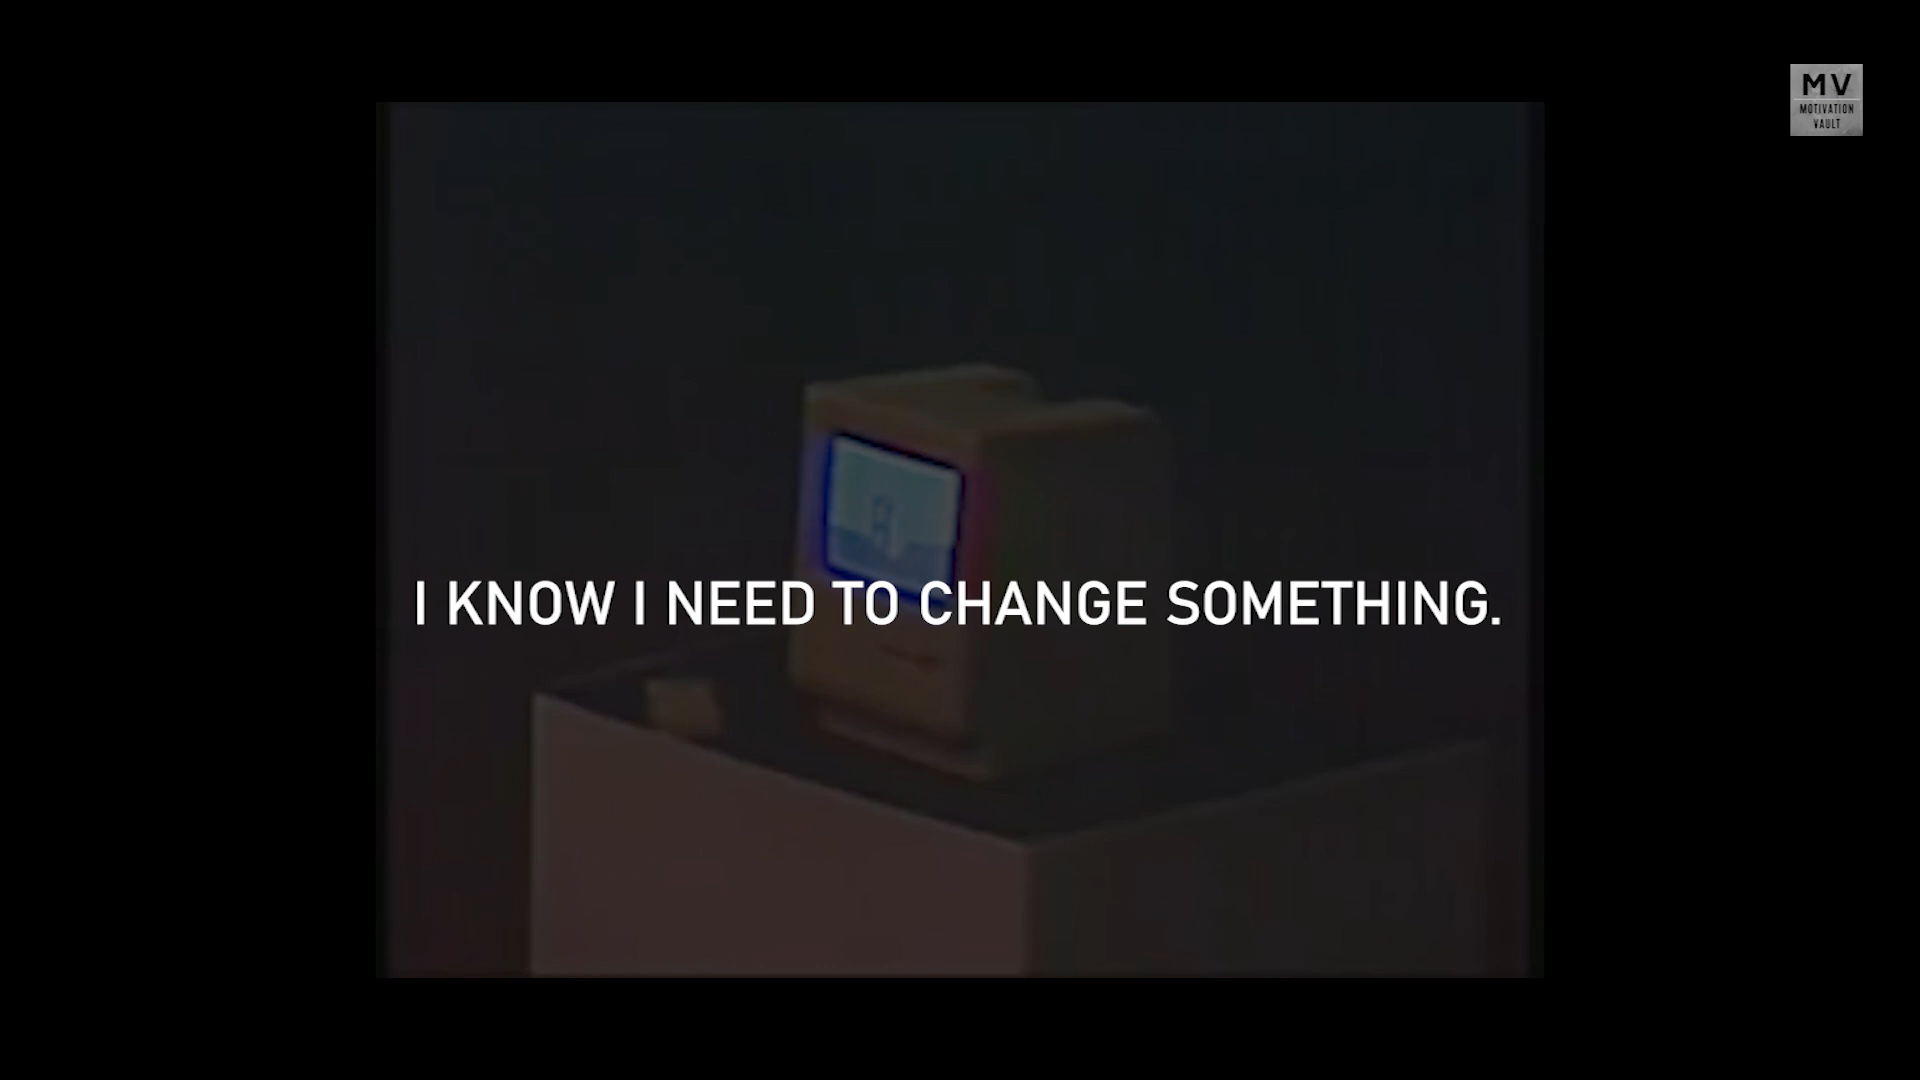 MV
MOTIVATION
VAULT
I KNOW I NEED TO CHANGE SOMETHING.